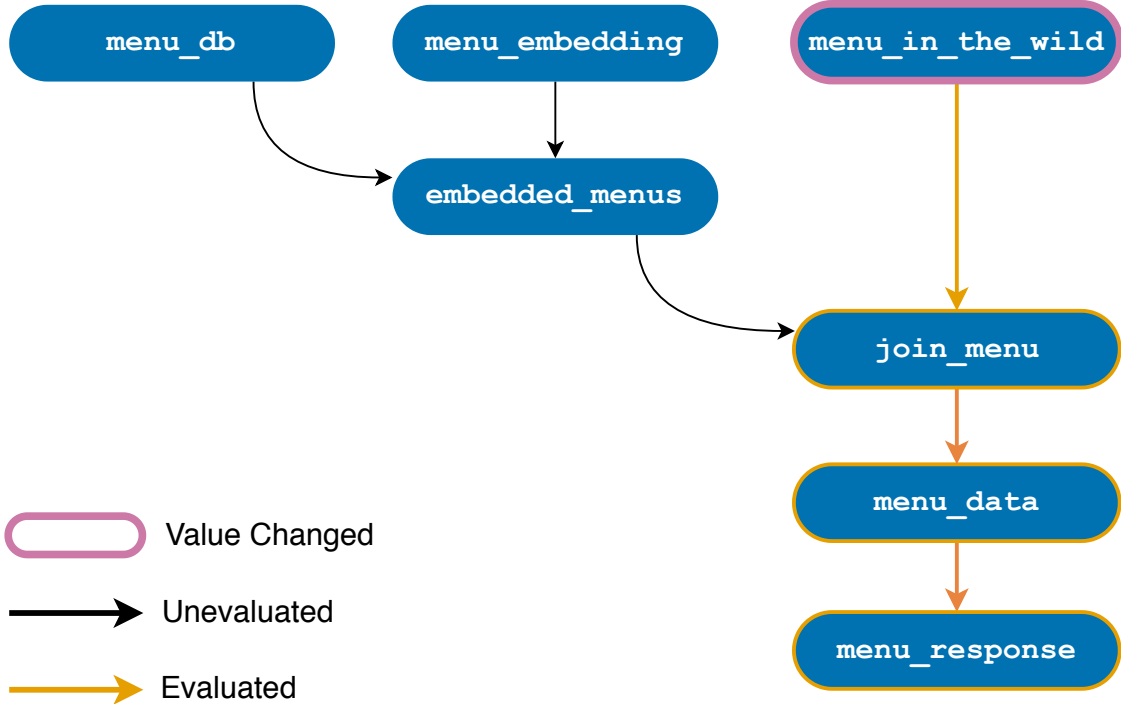 menu_db
menu_embedding
menu_in_the_wild
embedded_menus
join_menu
menu_data
menu_response
Value Changed
Unevaluated
Evaluated